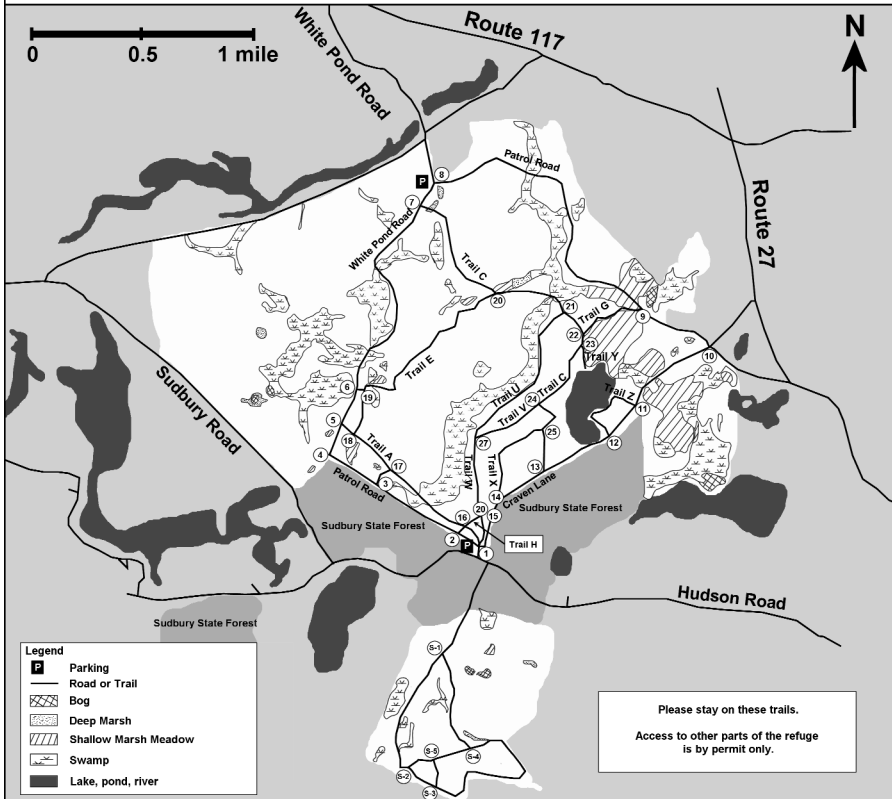 White Pond Road
Route 117
N
0 0.5 1 mile
P
8
Patrol Road
7
White Pond Road
Route 27
Trail C
20
21
Trail G
9
22
23
Trail Y
10
Trail E
6
19
Trail U
Trail C
24
Trail V
Trail Z
11
5
Sudbury Road
18
Trail A
27
25
12
4
17
3
Trail W
Trail X
13
Patrol Road
Craven Lane
14
16
20
15
Sudbury State Forest
Sudbury State Forest
2
P
1
Trail H
Hudson Road
Sudbury State Forest
S-1
S-5
S-4
S-2
S-3
Legend
P Parking
Road or Trail
Bog
Deep Marsh
Shallow Marsh Meadow
Swamp
Lake, pond, river
Please stay on these trails.
Access to other parts of the refuge
is by permit only.